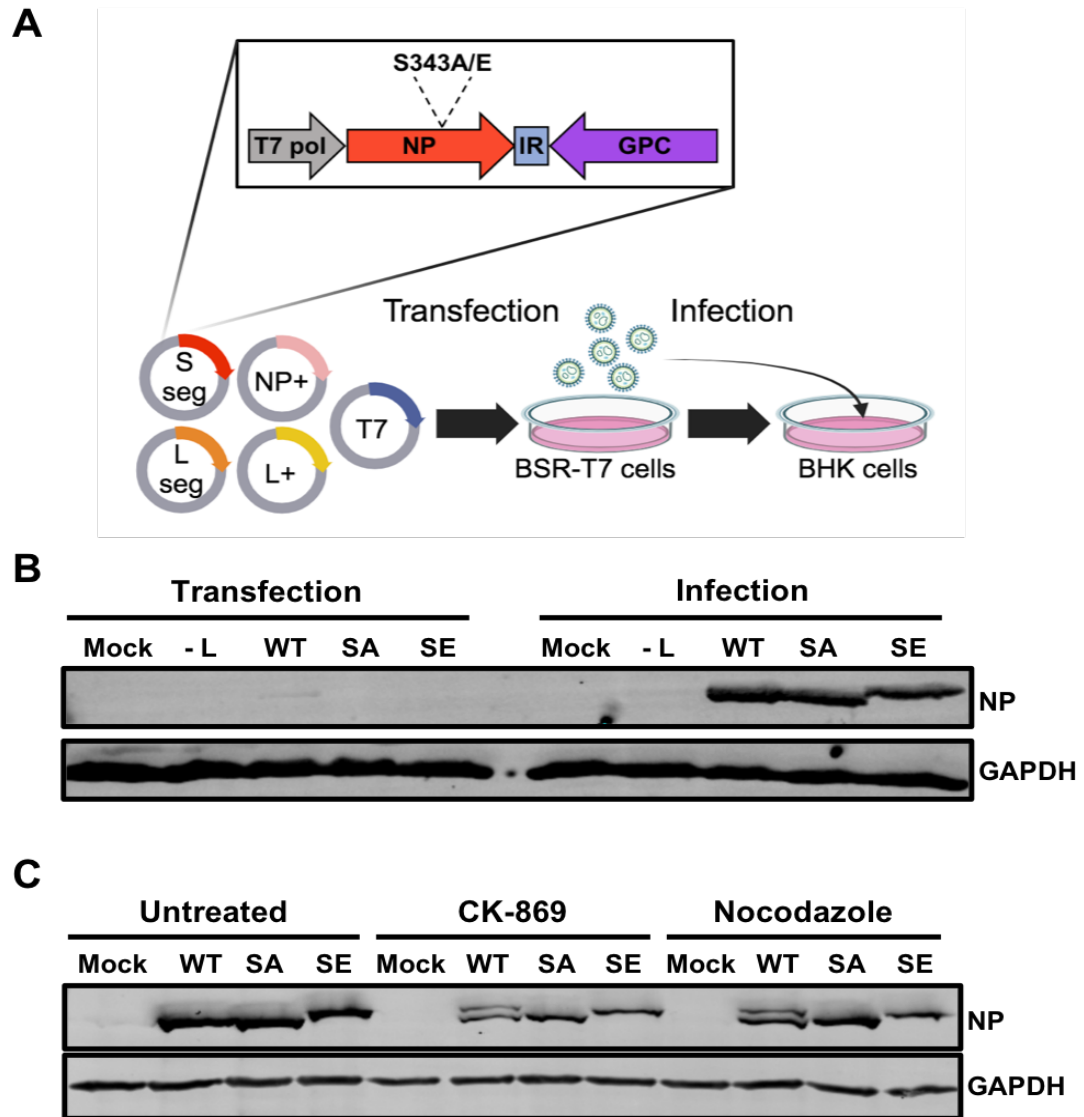 A
S343A/E
T7 pol NP IR GPC
Transfection Infection
S seg NP+
T7
L seg L+
BSR-T7 cells BHK cells
B
Transfection Infection
Mock - L WT SA SE Mock - L WT SA SE
NP
GAPDH
C
Untreated CK-869 Nocodazole
Mock WT SA SE Mock WT SA SE Mock WT SA SE
NP
GAPDH